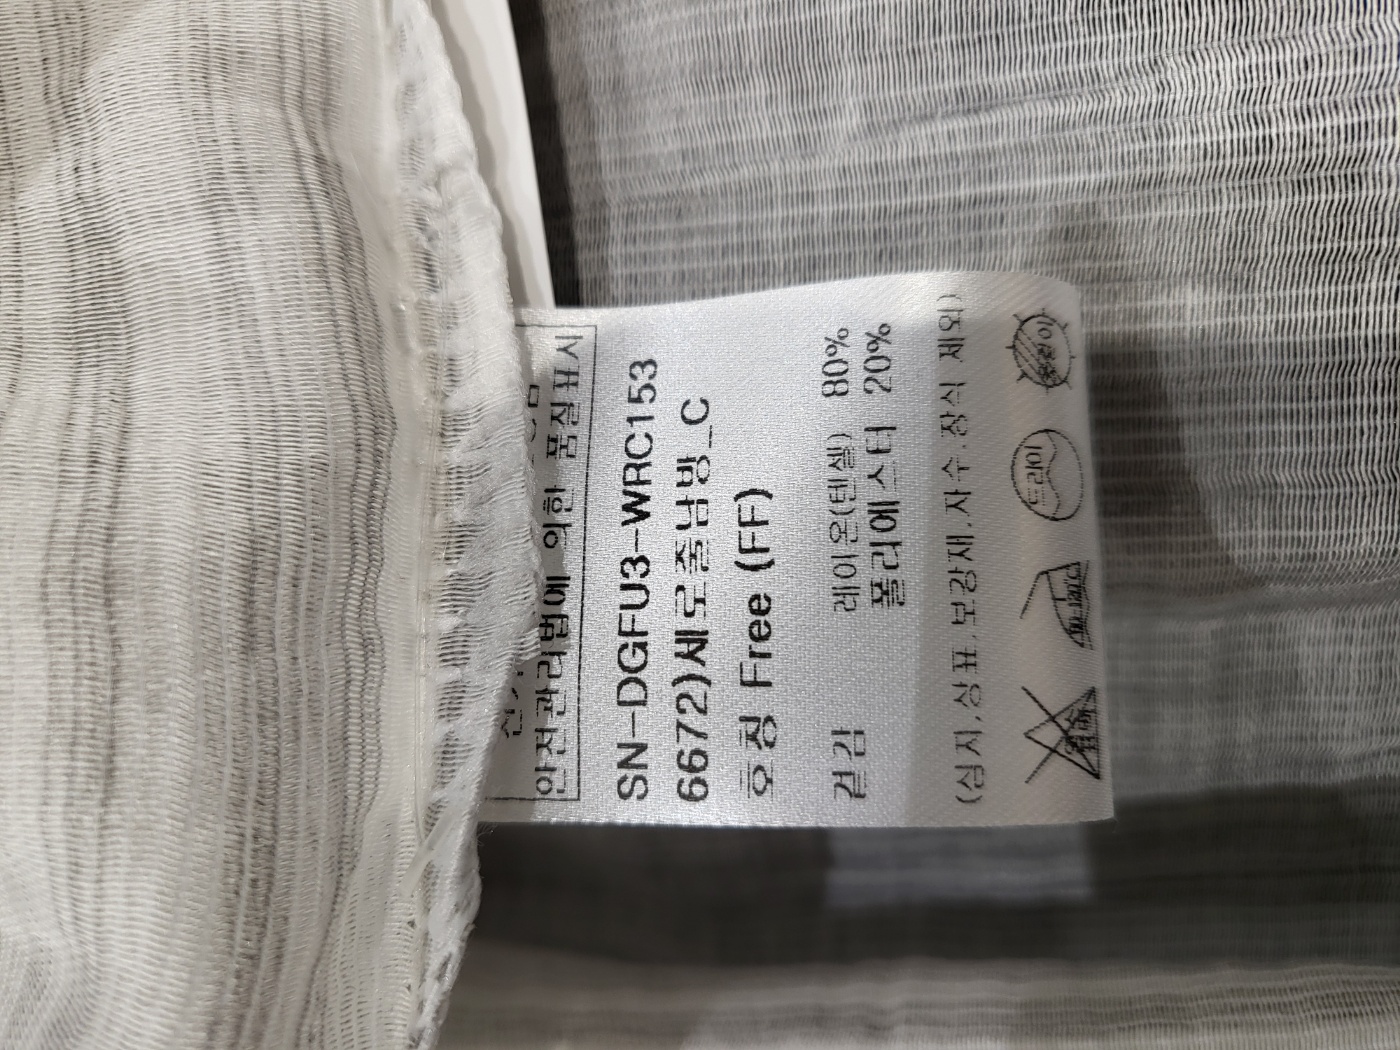 안전관리법에 의한 품질표시
SN-DGFU3-WRC153
6672)세로줄남방_C
호칭 Free (FF)
겉감 레이온(텐셀) 80%
폴리에스터 20%
(심지,상표,보강재,자수 장식 제외)
드라이